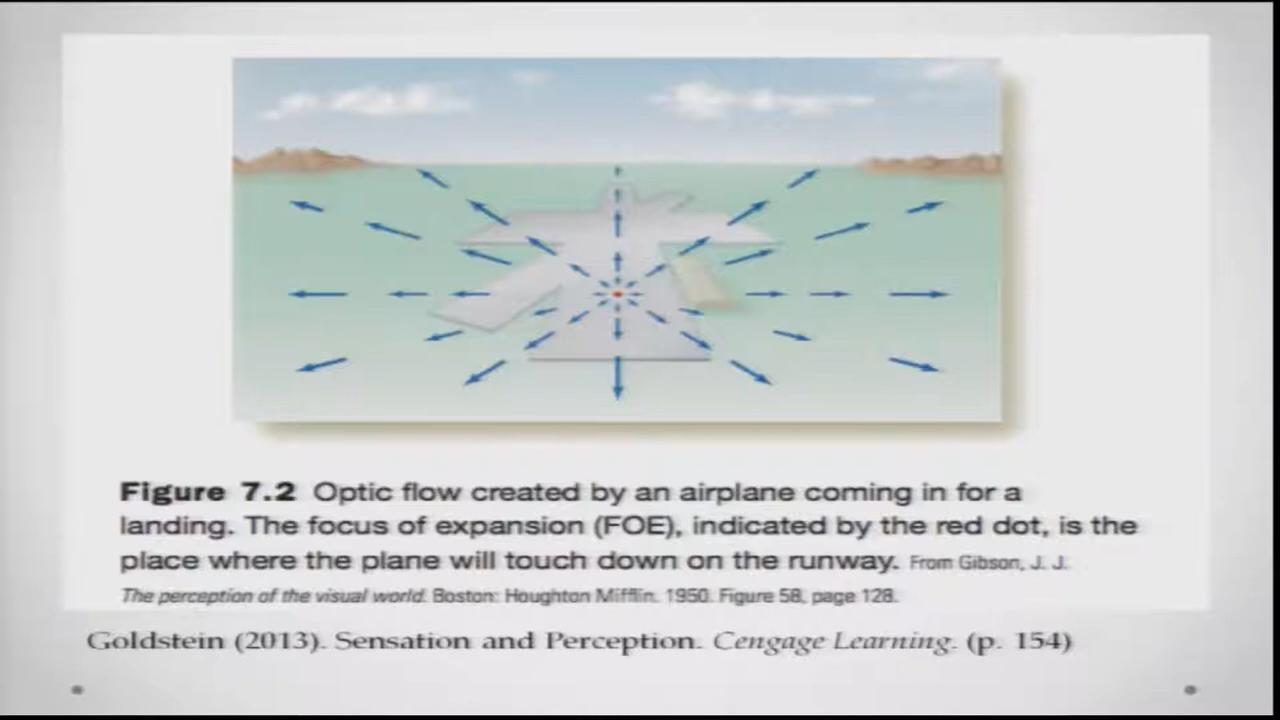 Figure 7.2 Optic flow created by an airplane coming in for a
landing. The focus of expansion (FOE), indicated by the red dot, is the
place where the plane will touch down on the runway. From Gibson, J. J.
The perception of the visual world. Boston: Houghton Mifflin. 1950. Figure 58, page 128.
Goldstein (2013). Sensation and Perception. Cengage Learning. (p. 154)